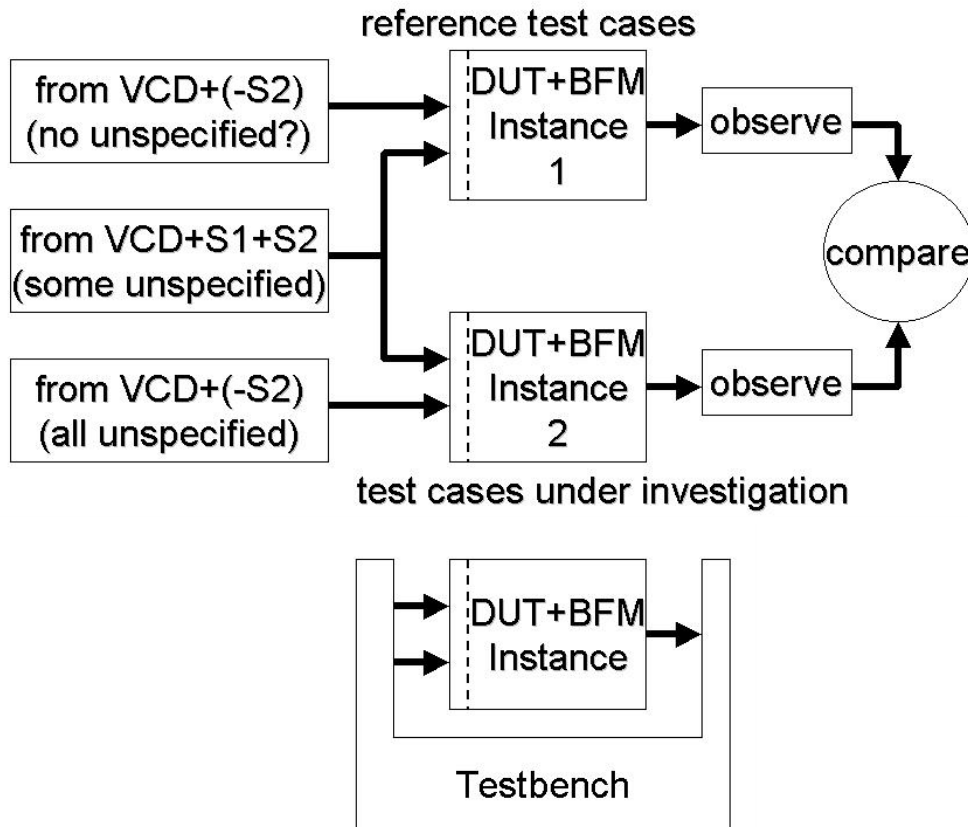 reference test cases
from VCD+(-S2)
(no unspecified?)
DUT+BFM
Instance
1
observe
from VCD+S1+S2
(some unspecified)
compare
from VCD+(-S2)
(all unspecified)
DUT+BFM
Instance
2
observe
test cases under investigation
DUT+BFM
Instance
Testbench